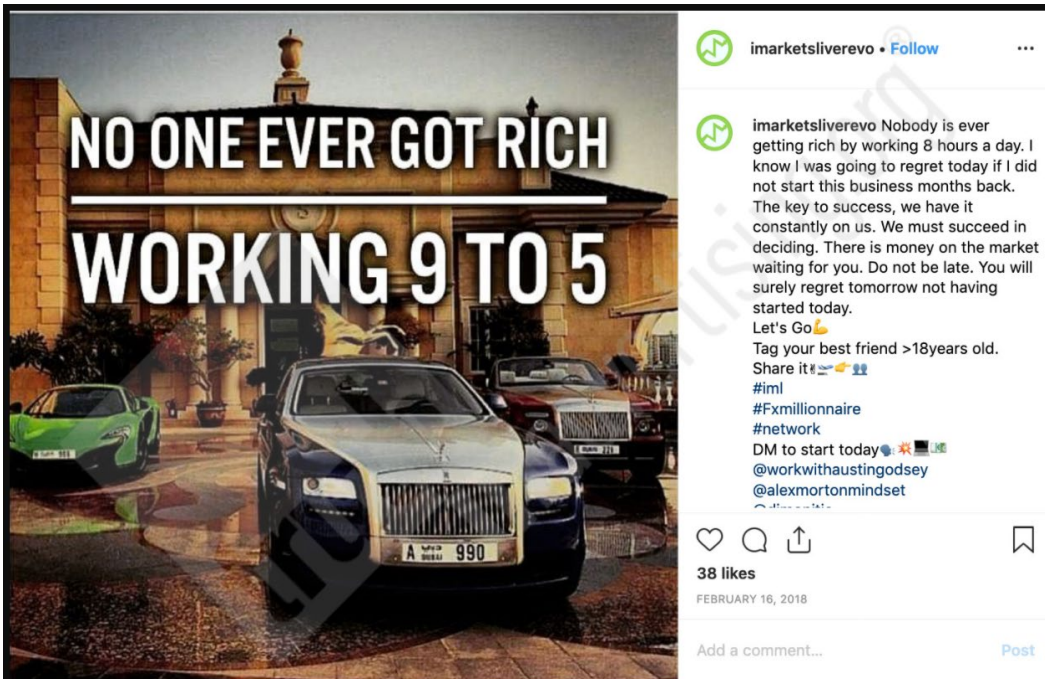 NO ONE EVER GOT RICH
WORKING 9 TO 5
A DUBAI 990
imarketsliverevo • Follow
imarketsliverevo Nobody is ever
getting rich by working 8 hours a day. I
know I was going to regret today if I did
not start this business months back.
The key to success, we have it
constantly on us. We must succeed in
deciding. There is money on the market
waiting for you. Do not be late. You will
surely regret tomorrow not having
started today.
Let's Go💪
Tag your best friend >18years old.
Share it
#iml
#Fxmillionnaire
#network
DM to start today
@workwithaustingodsey
@alexmortonmindset
38 likes
FEBRUARY 16, 2018
Add a comment...
Post